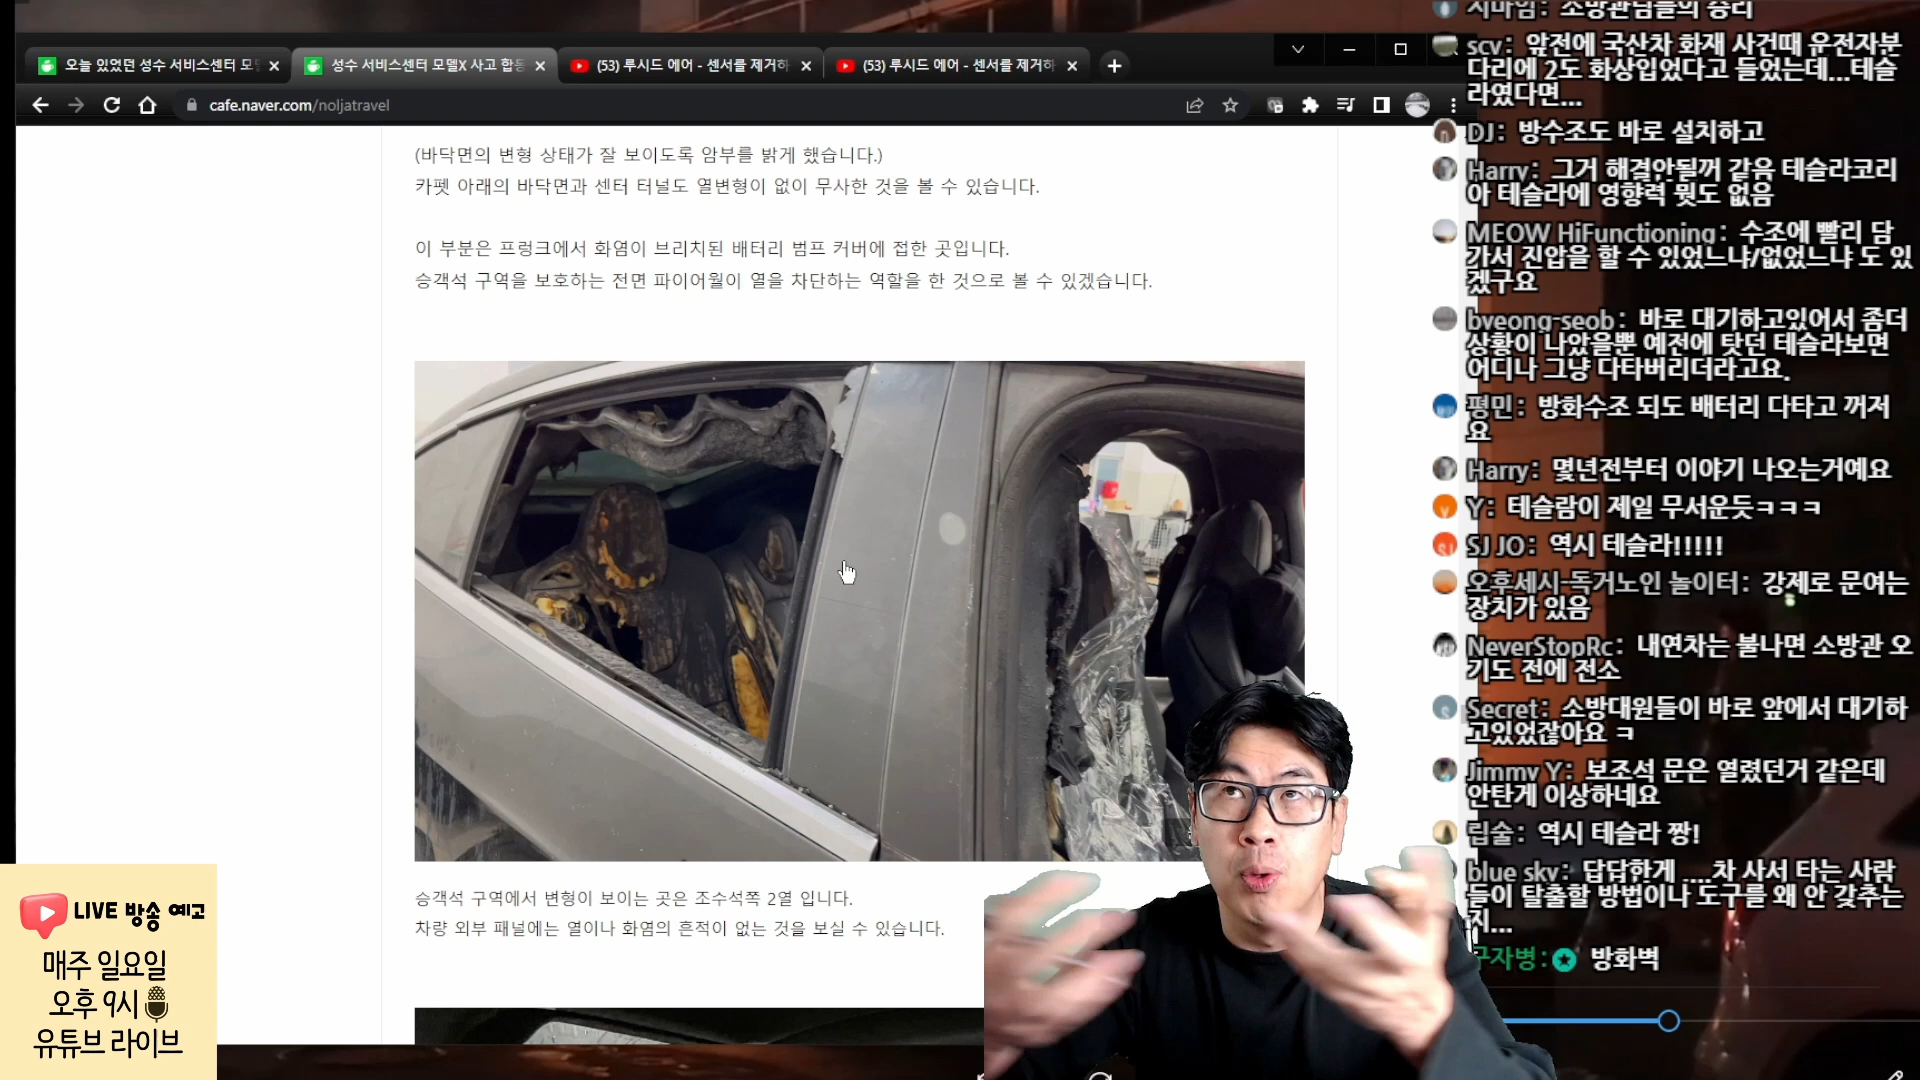 오늘 있었던 성수 서비스센터 모델
성수 서비스센터 모델X 사고 합동
(53) 루시드 에어 - 센서를 제거하
(53) 루시드 에어 - 센서를 제거하
cafe.naver.com/noljatravel
(바닥면의 변형 상태가 잘 보이도록 암부를 밝게 했습니다.)
카펫 아래의 바닥면과 센터 터널도 열변형이 없이 무사한 것을 볼 수 있습니다.
이 부분은 프렁크에서 화염이 브리치된 배터리 범프 커버에 접한 곳입니다.
승객석 구역을 보호하는 전면 파이어월이 열을 차단하는 역할을 한 것으로 볼 수 있겠습니다.
승객석 구역에서 변형이 보이는 곳은 조수석쪽 2열 입니다.
차량 외부 패널에는 열이나 화염의 흔적이 없는 것을 보실 수 있습니다.
LIVE 방송 예고
매주 일요일
오후 9시
유튜브 라이브
지마임: 소방관님들의 승리
scv: 앞전에 국산차 화재 사건때 운전자분
다리에 2도 화상입었다고 들었는데...테슬
라였다면...
DJ: 방수조도 바로 설치하고
Harry: 그거 해결안될꺼 같음 테슬라코리
아 테슬라에 영향력 뭣도 없음
MEOW HiFunctioning: 수조에 빨리 담
가서 진압을 할 수 있었느냐/없었느냐 도 있
겠구요
byeong-seob: 바로 대기하고있어서 좀더
상황이 나았을뿐 예전에 탓던 테슬라보면
어디나 그냥 다타버리더라고요.
평민: 방화수조 되도 배터리 다타고 꺼저
요
Harry: 몇년전부터 이야기 나오는거예요
Y: 테슬람이 제일 무서운듯ㅋㅋㅋ
SJ JO: 역시 테슬라!!!!!
오후세시-독거노인 놀이터: 강제로 문여는
장치가 있음
NeverStopRc: 내연차는 불나면 소방관 오
기도 전에 전소
Secret: 소방대원들이 바로 앞에서 대기하
고있었잖아요 ㅋ
Jimmy Y: 보조석 문은 열렸던거 같은데
안탄게 이상하네요
립술: 역시 테슬라 짱!
blue sky: 답답한게 ....차 사서 타는 사람
들이 탈출할 방법이나 도구를 왜 안 갖추는
지...
자병: 방화벽